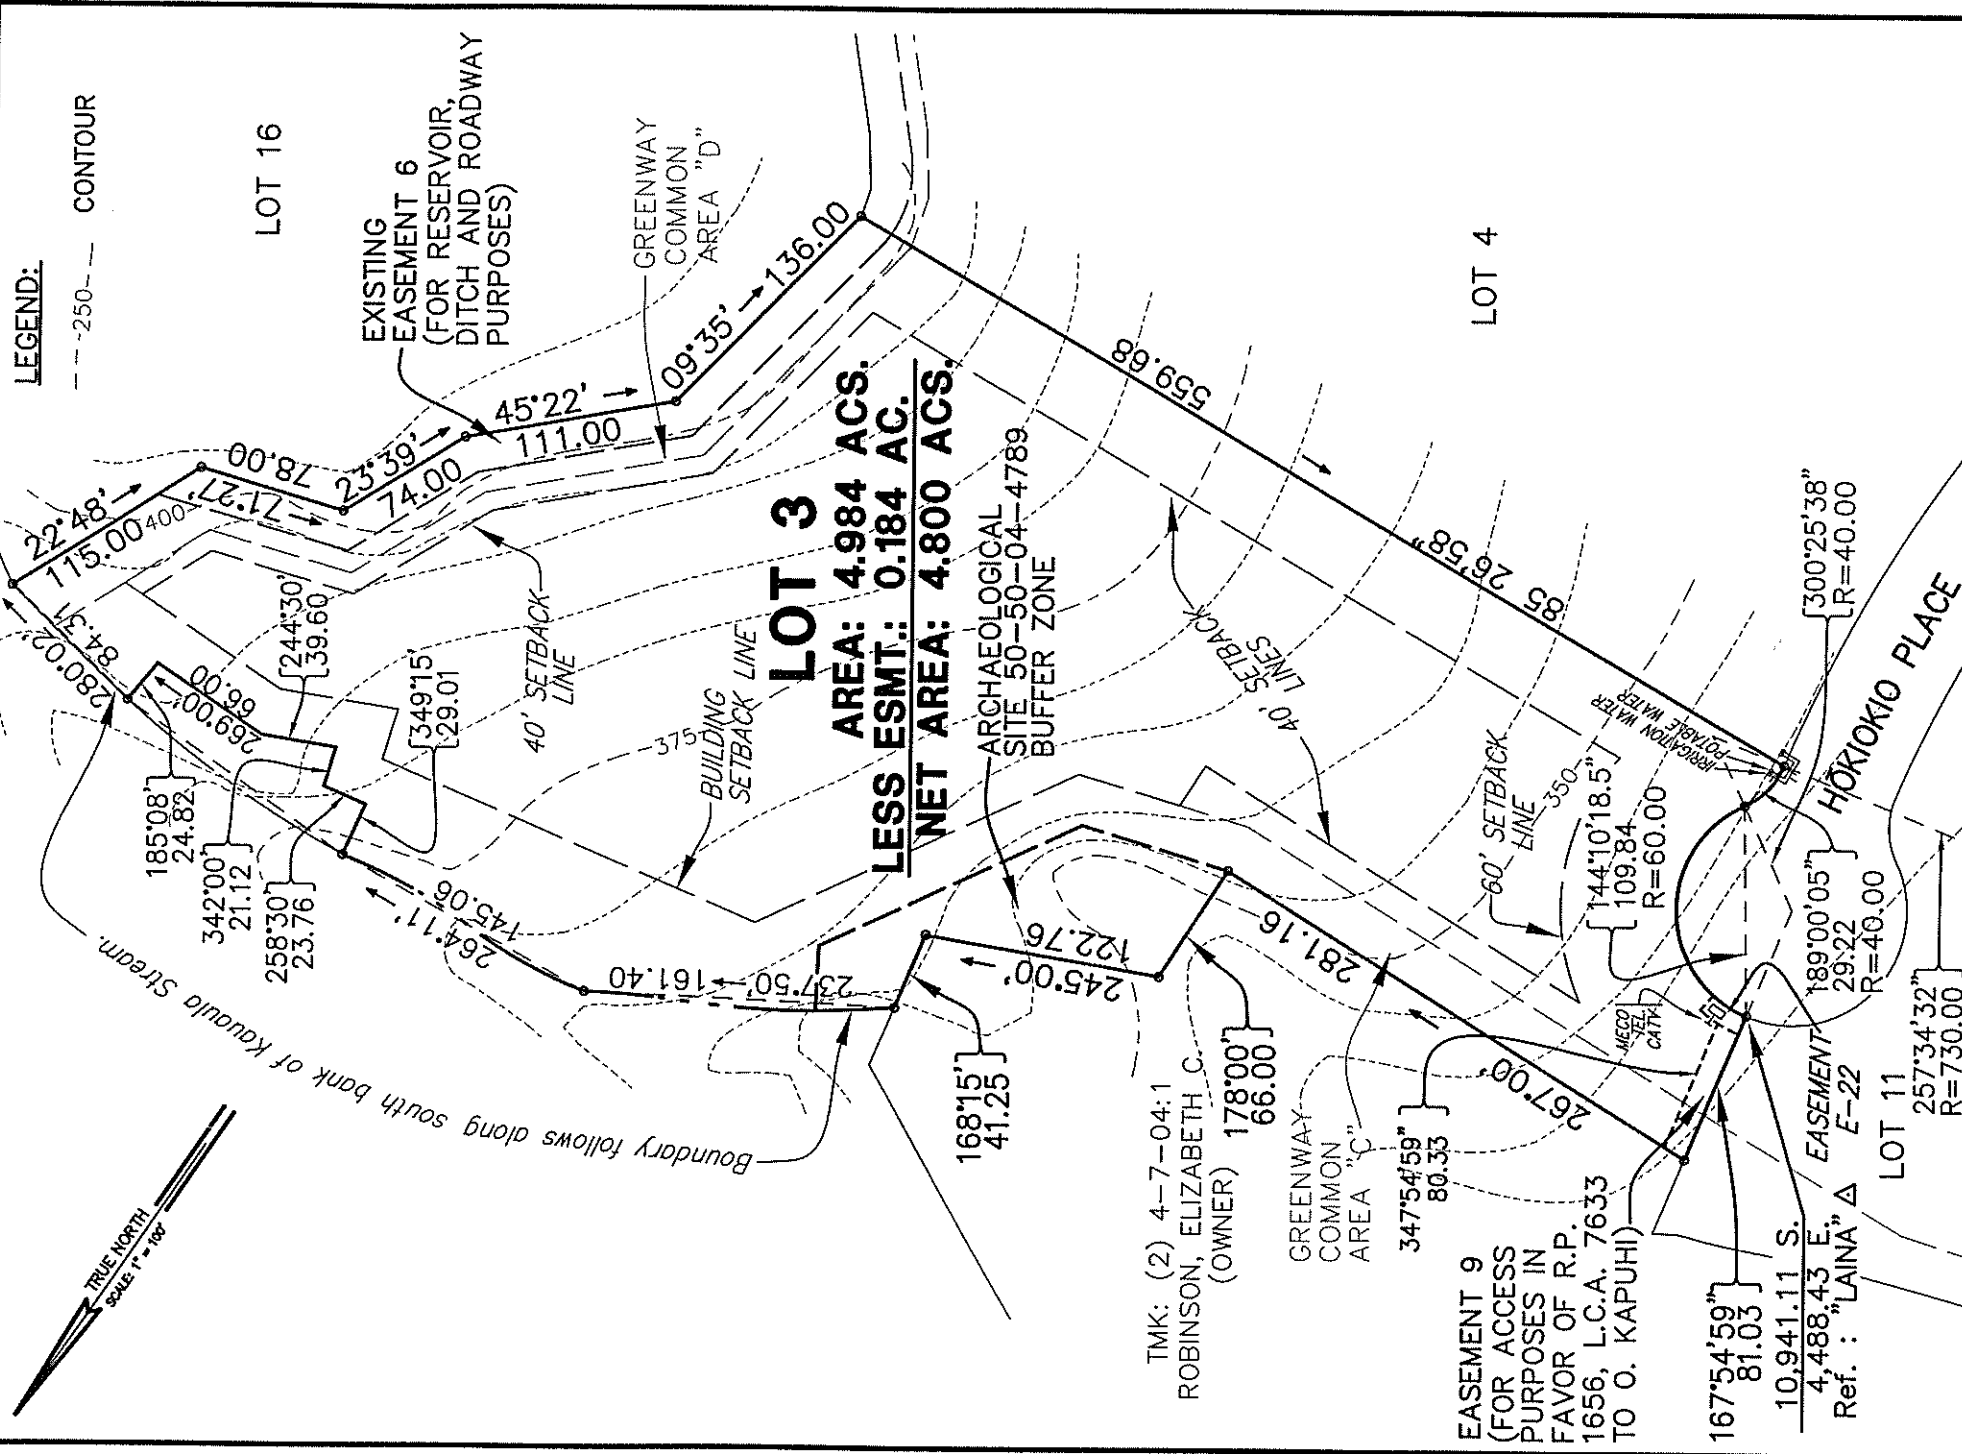 LEGEND:
250 CONTOUR
LOT 16
EXISTING
EASEMENT 6
(FOR RESERVOIR,
DITCH AND ROADWAY
PURPOSES)
GREENWAY
COMMON
AREA "D"
22°48'
115.00
400
71°27'
78.00
23°39'
74.00
45°22'
111.00
09°35'
136.00
280°02'
84.31
185°08'
24.82
269°00'
66.00
244°30'
39.60
342°00'
21.12
258°30'
23.76
349°15'
29.01
40' SETBACK
LINE
375
BUILDING
SETBACK LINE
LOT 3
AREA: 4.984 ACS.
LESS ESMT.: 0.184 AC.
NET AREA: 4.800 ACS.
ARCHAEOLOGICAL
SITE 50-50-04-4789
BUFFER ZONE
559.68
85°26'58"
LOT 4
40' SETBACK
LINES
264°11'
145.06
237°50'
161.40
Boundary follows along south bank of Kauaula Stream.
168°15'
41.25
245°00'
122.76
178°00'
66.00
267°00'
281.16
TMK: (2) 4-7-04:1
ROBINSON, ELIZABETH C.
(OWNER)
GREENWAY
COMMON
AREA "C"
60' SETBACK
LINE
350
IRRIGATION WATER
POTABLE WATER
144°10'18.5"
109.84
R=60.00
300°25'38"
R=40.00
HŌKIOKIO PLACE
189°00'05"
29.22
R=40.00
MECO
TEL
CATV
347°54'59"
80.33
EASEMENT 9
(FOR ACCESS
PURPOSES IN
FAVOR OF R.P.
1656, L.C.A. 7633
TO O. KAPUHI)
167°54'59"
81.03
10,941.11 S.
4,488.43 E.
Ref. : "LAINA" Δ
EASEMENT
E-22
LOT 11
257°34'32"
R=730.00
TRUE NORTH
SCALE: 1" = 100'